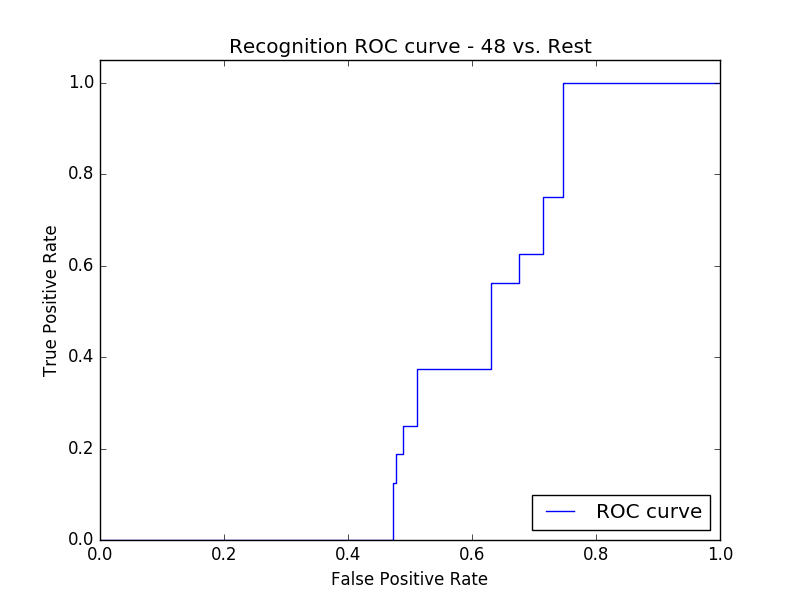 Recognition ROC curve - 48 vs. Rest
1.0
0.8
0.6
0.4
0.2
0.0
True Positive Rate
ROC curve
0.0 0.2 0.4 0.6 0.8 1.0
False Positive Rate